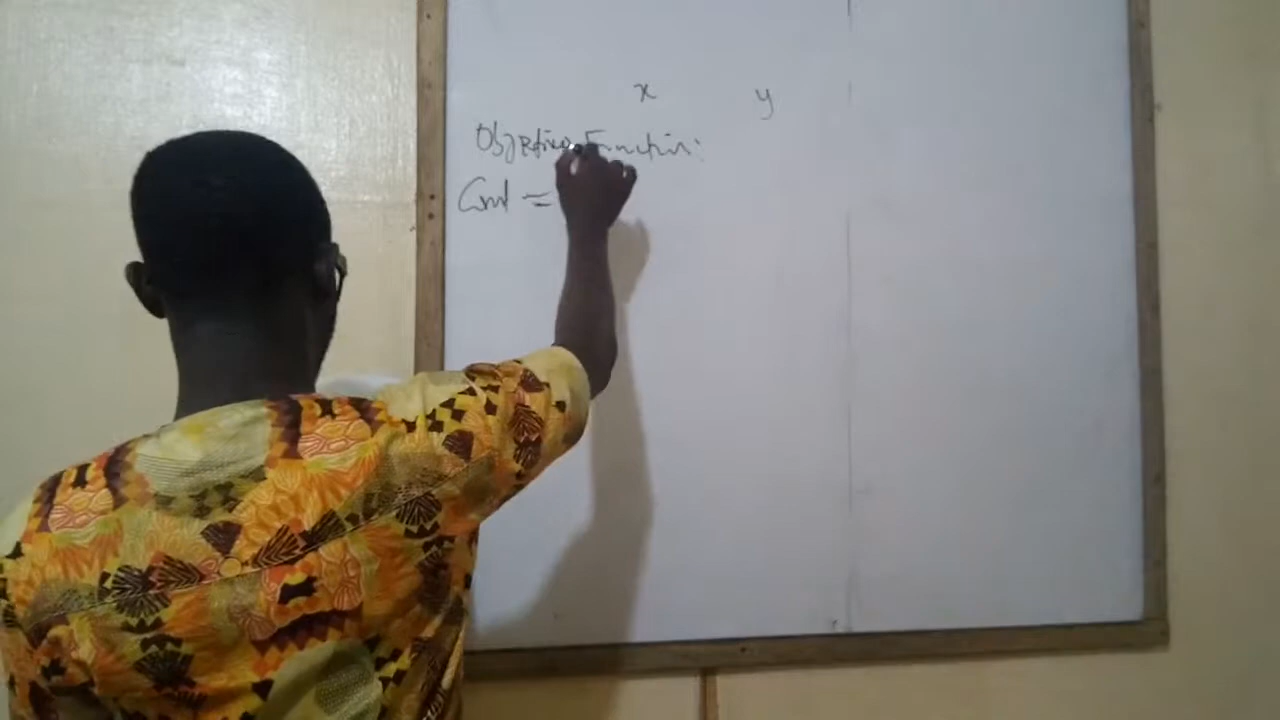 x y
Objective Function:
Cost =